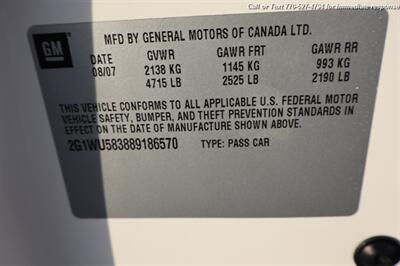 Call or Text 770-527-4704 for immediate response
GM
MFD BY GENERAL MOTORS OF CANADA LTD.
DATE GVWR GAWR FRT GAWR RR
08/07 2138 KG 1145 KG 993 KG
4715 LB 2525 LB 2190 LB
THIS VEHICLE CONFORMS TO ALL APPLICABLE U.S. FEDERAL MOTOR
VEHICLE SAFETY, BUMPER, AND THEFT PREVENTION STANDARDS IN
EFFECT ON THE DATE OF MANUFACTURE SHOWN ABOVE.
2G1WU583889186570 TYPE: PASS CAR